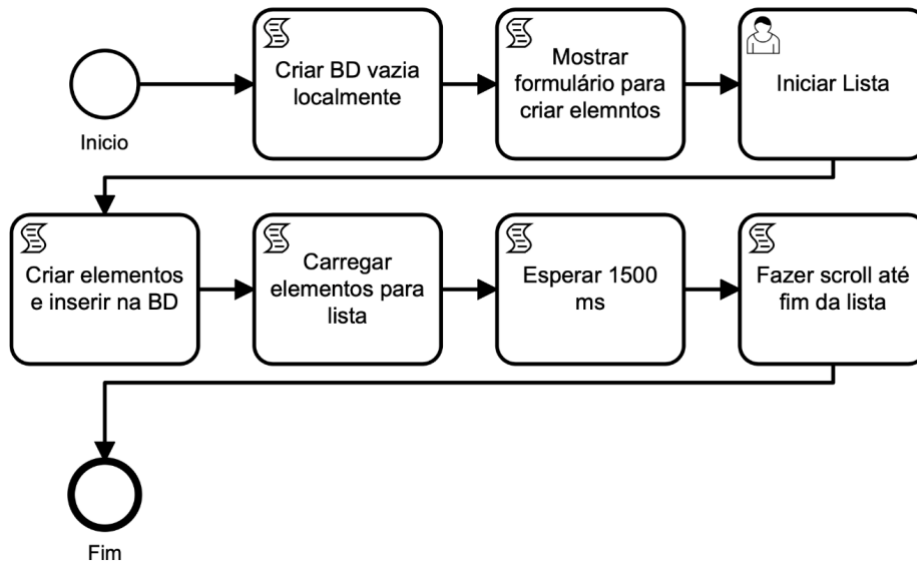 Criar BD vazia
localmente
Mostrar
formulário para
criar elemntos
Iniciar Lista
Inicio
Criar elementos
e inserir na BD
Carregar
elementos para
lista
Esperar 1500
ms
Fazer scroll até
fim da lista
Fim